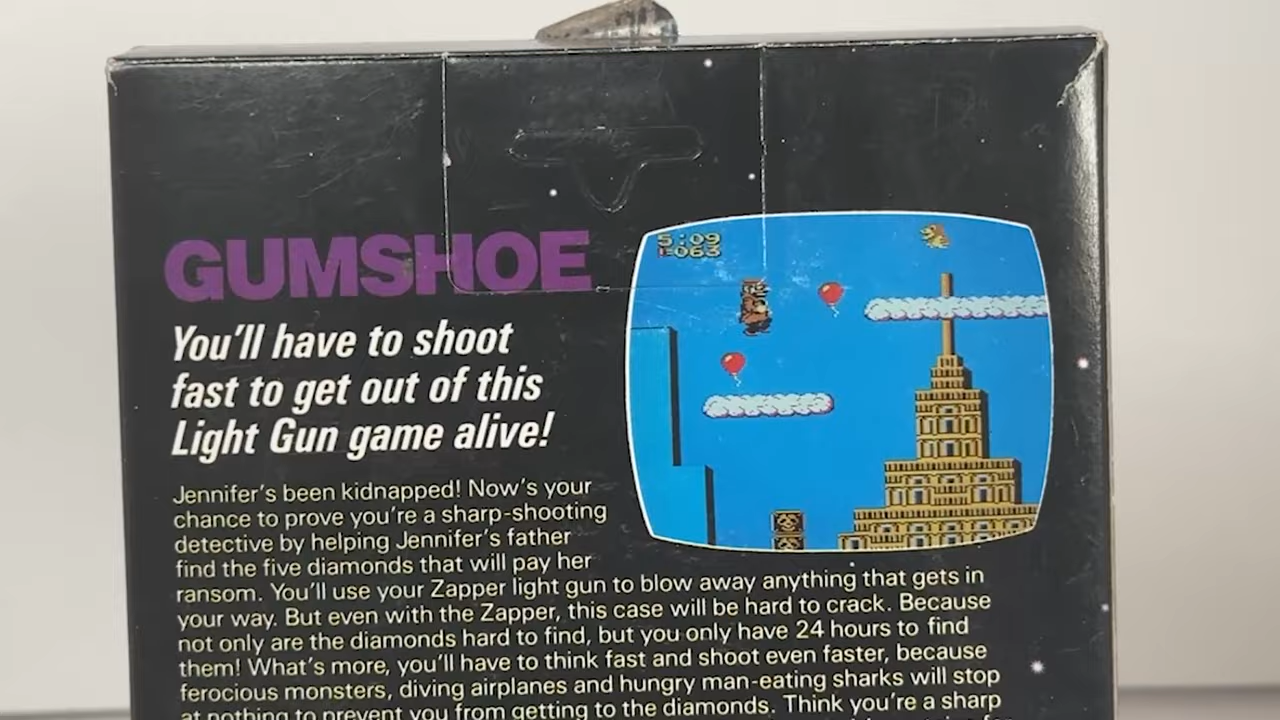 GUMSHOE
5:09
063
You'll have to shoot
fast to get out of this
Light Gun game alive!
Jennifer's been kidnapped! Now's your
chance to prove you're a sharp-shooting
detective by helping Jennifer's father
find the five diamonds that will pay her
ransom. You'll use your Zapper light gun to blow away anything that gets in
your way. But even with the Zapper, this case will be hard to crack. Because
not only are the diamonds hard to find, but you only have 24 hours to find
them! What's more, you'll have to think fast and shoot even faster, because
ferocious monsters, diving airplanes and hungry man-eating sharks will stop
at nothing to prevent you from getting to the diamonds. Think you're a sharp